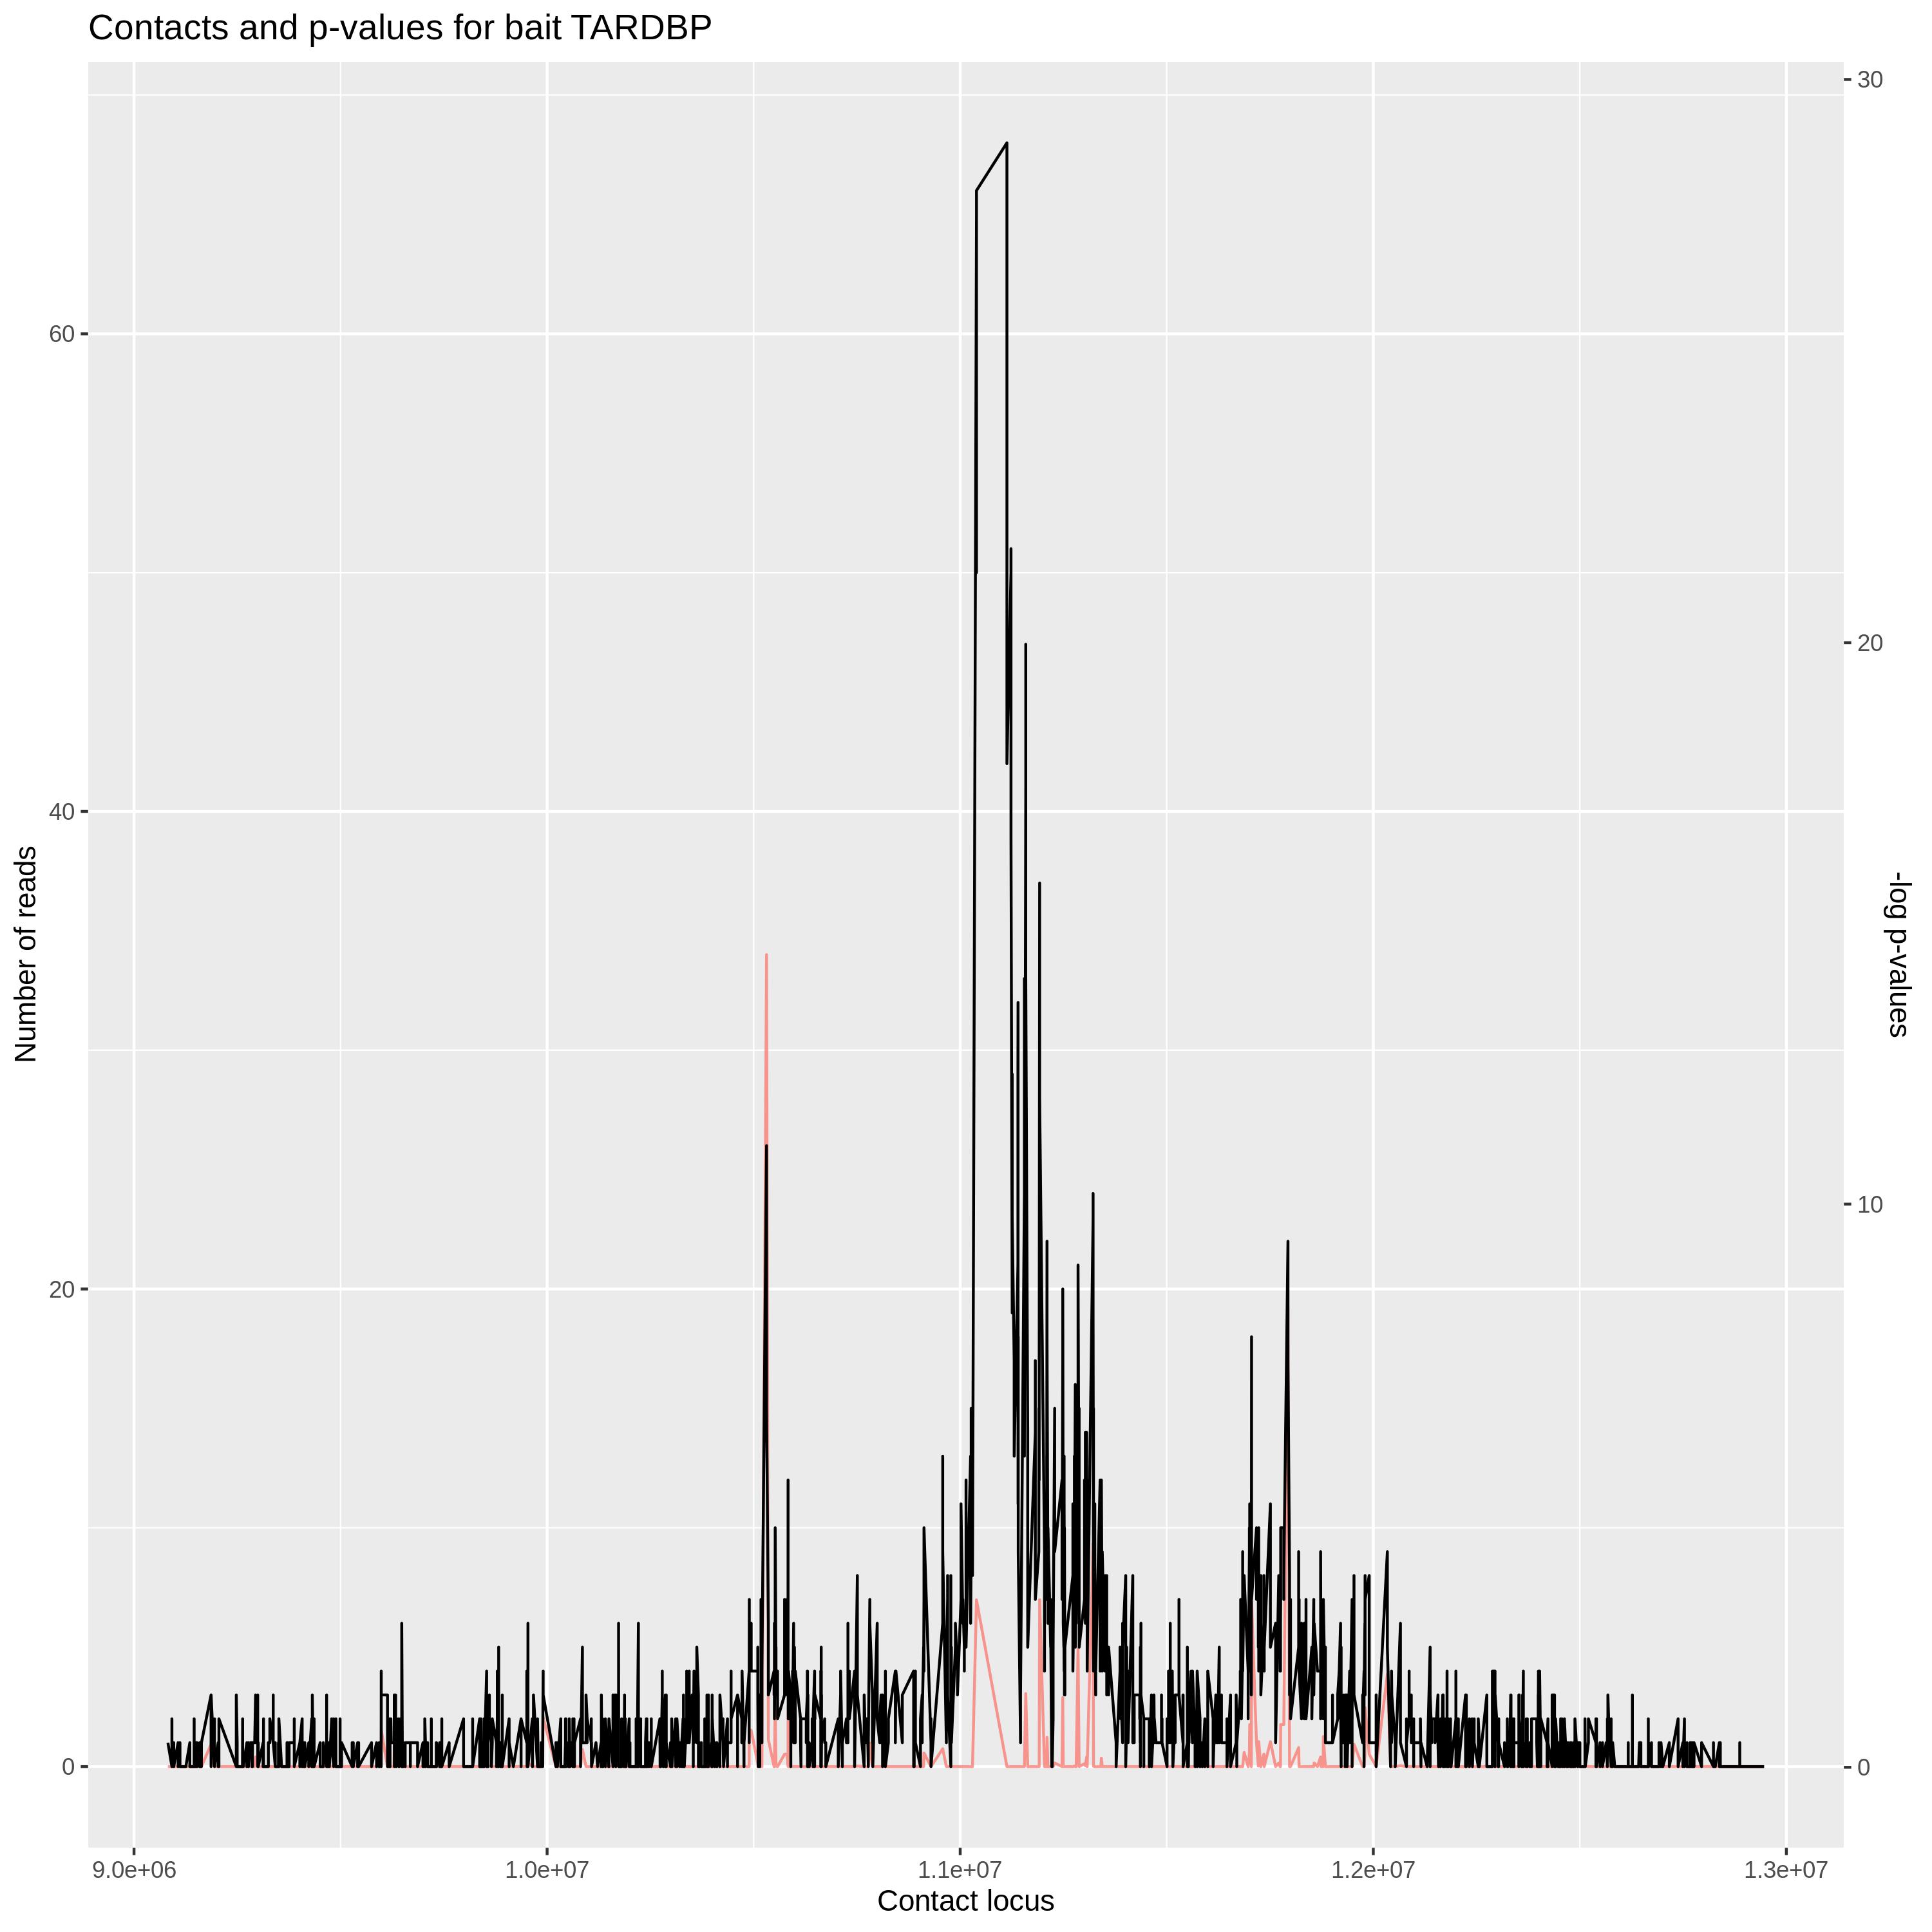 Contacts and p-values for bait TARDBP
30
60
20
40
Number of reads
-log p-values
10
20
0
0
9.0e+06
1.0e+07
1.1e+07
1.2e+07
1.3e+07
Contact locus